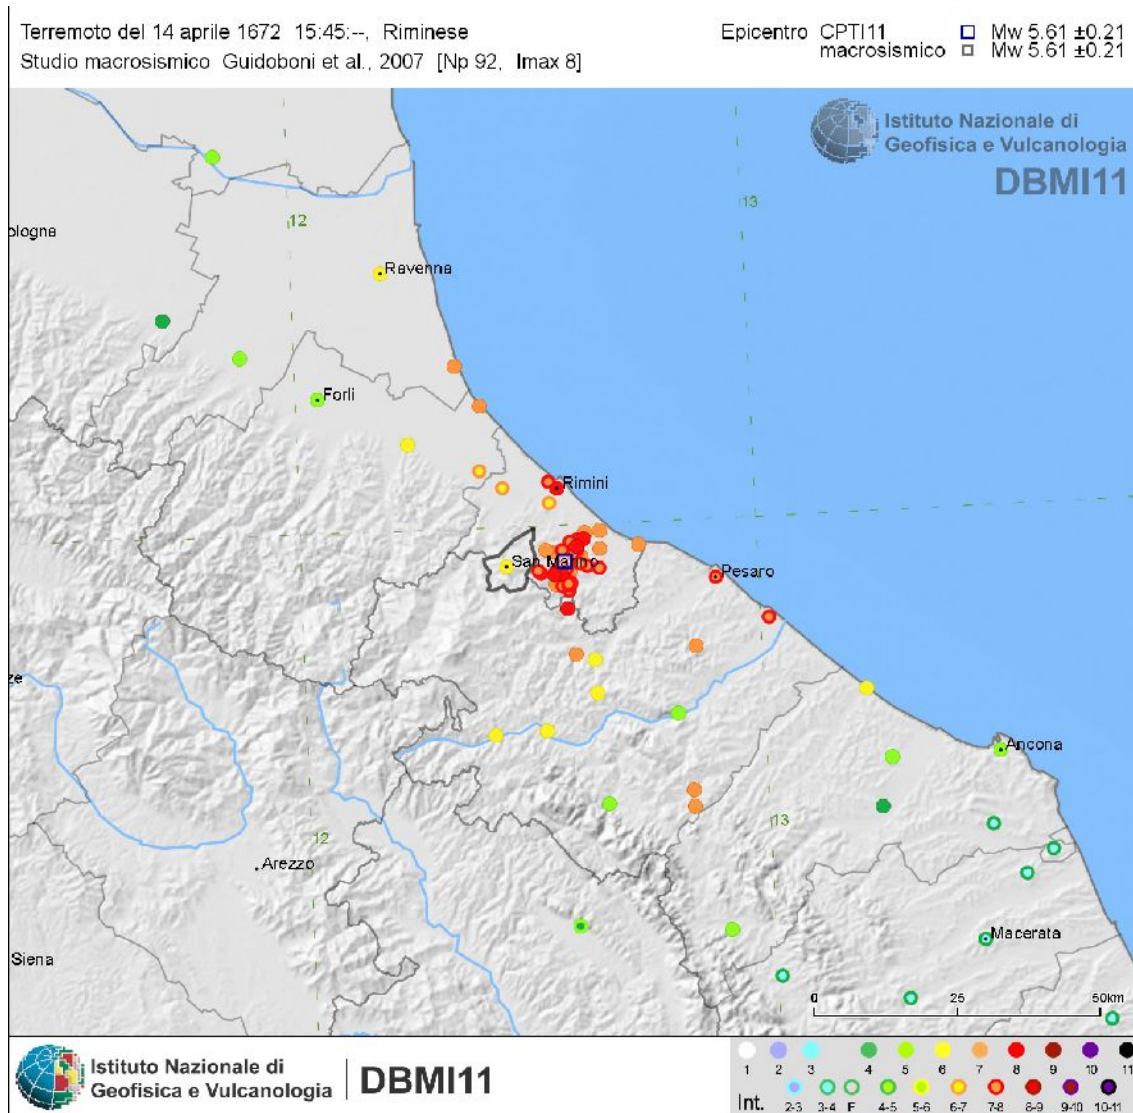 Terremoto del 14 aprile 1672 15:45:--, Riminese
Studio macrosismico Guidoboni et al., 2007 [Np 92, Imax 8]
Epicentro CPTI11 Mw 5.61 ±0.21
macrosismico Mw 5.61 ±0.21
Istituto Nazionale di
Geofisica e Vulcanologia
DBMI11
12
13
ologna
Ravenna
Forlì
Rimini
San Marino
Pesaro
ze
Ancona
12
13
Arezzo
Macerata
Siena
0 25 50km
Istituto Nazionale di
Geofisica e Vulcanologia
DBMI11
1 2 3 4 5 6 7 8 9 10 11
Int. 2-3 3-4 F 4-5 5-6 6-7 7-8 8-9 9-10 10-11